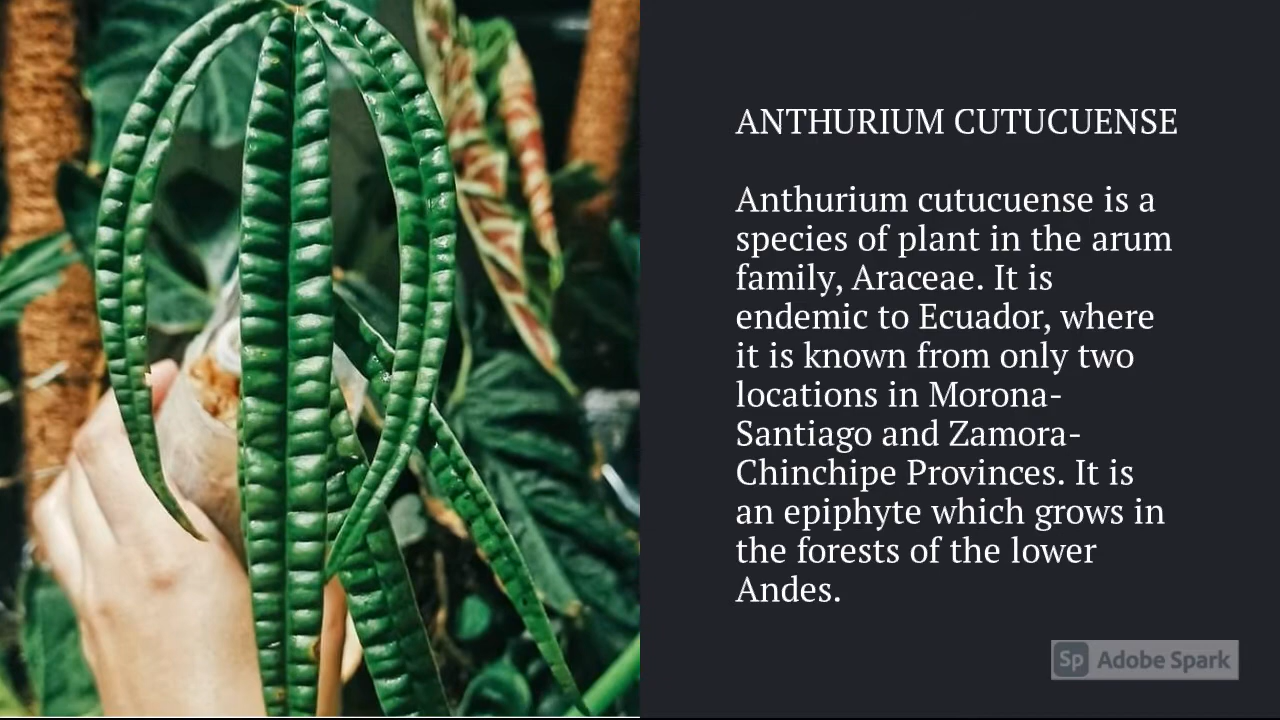 ANTHURIUM CUTUCUENSE
Anthurium cutucuense is a
species of plant in the arum
family, Araceae. It is
endemic to Ecuador, where
it is known from only two
locations in Morona-
Santiago and Zamora-
Chinchipe Provinces. It is
an epiphyte which grows in
the forests of the lower
Andes.
Sp Adobe Spark